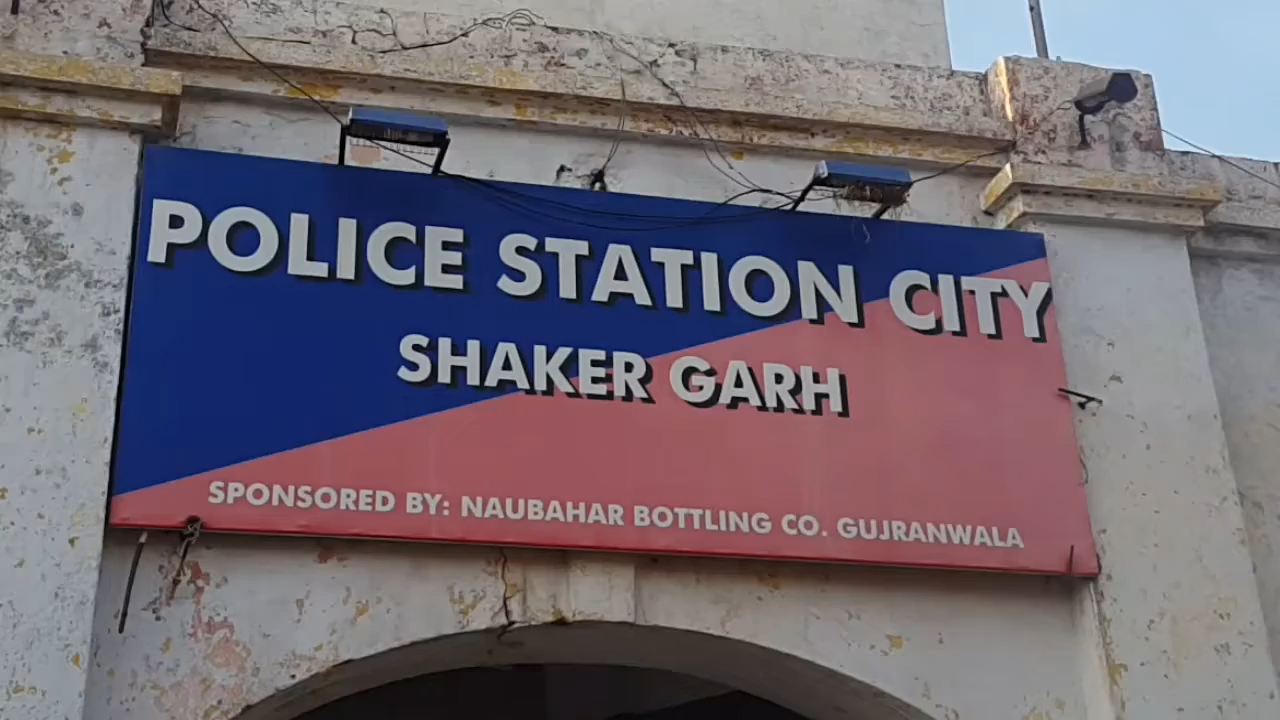 POLICE STATION CITY
SHAKER GARH
SPONSORED BY: NAUBAHAR BOTTLING CO. GUJRANWALA